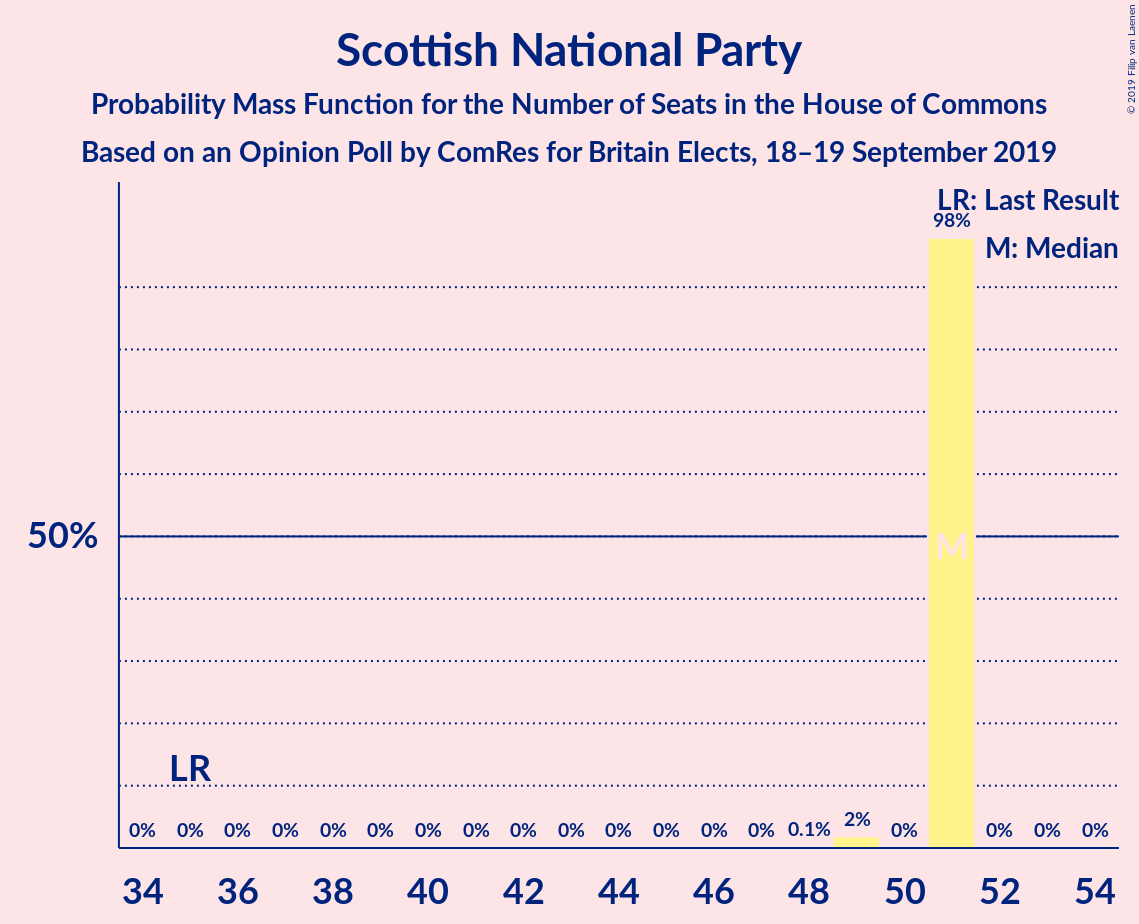 Scottish National Party
Probability Mass Function for the Number of Seats in the House of Commons
Based on an Opinion Poll by ComRes for Britain Elects, 18–19 September 2019
© 2019 Filip van Laenen
LR: Last Result
98%
M: Median
50%
M
LR
0% 0% 0% 0% 0% 0% 0% 0% 0% 0% 0% 0% 0% 0% 0.1% 2% 0% 0% 0% 0%
34 36 38 40 42 44 46 48 50 52 54